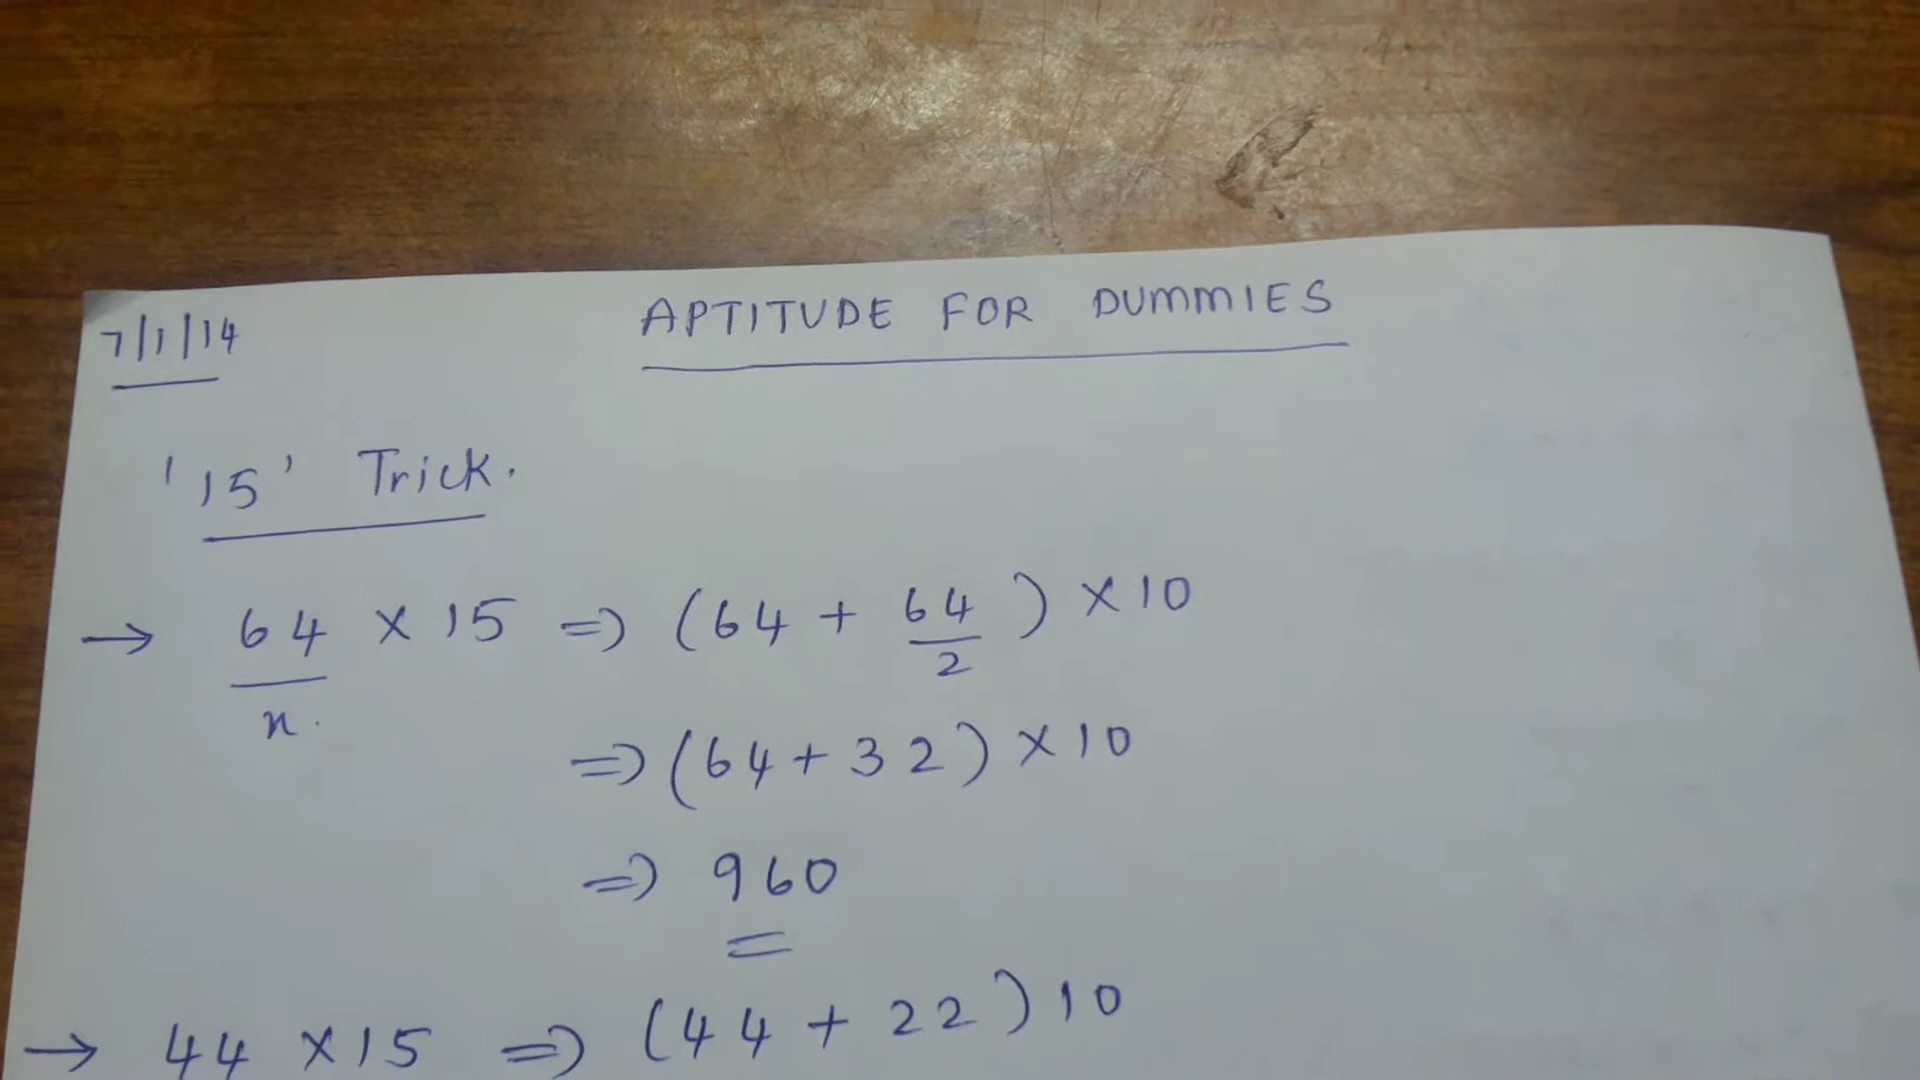 7/1/14
APTITUDE FOR DUMMIES
'15' Trick.
→ 64 × 15 ⇒ (64 + 64/2) × 10
n.
⇒ (64 + 32) × 10
⇒ 960
→ 44 × 15 ⇒ (44 + 22) 10